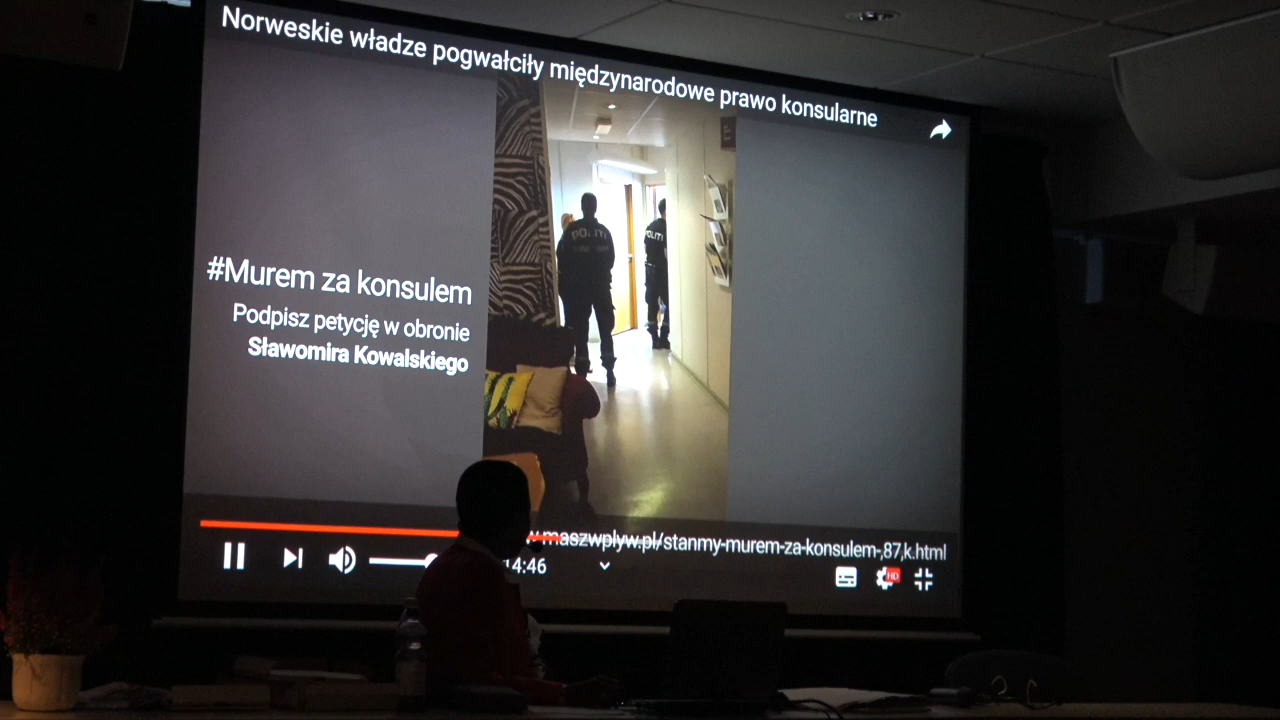 Norweskie władze pogwałciły międzynarodowe prawo konsularne
POLITI
POLITI
#Murem za konsulem
Podpisz petycję w obronie
Sławomira Kowalskiego
maszwplyw.pl/stanmy-murem-za-konsulem-,87,k.html
14:46
HD